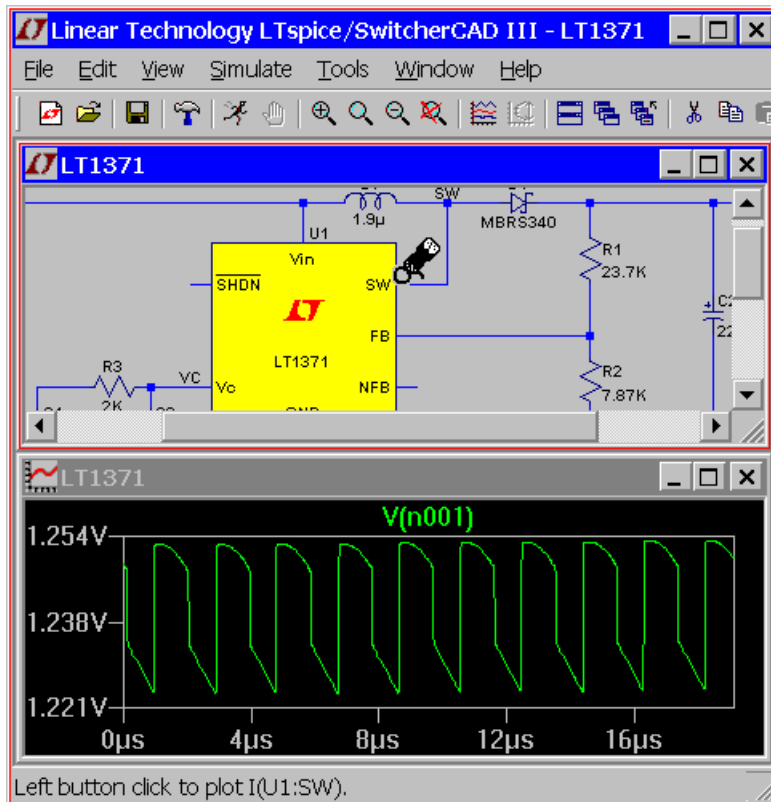 Linear Technology LTspice/SwitcherCAD III - LT1371
File Edit View Simulate Tools Window Help
LT1371
SW
1.9µ
MBRS340
U1
Vin
SHDN
SW
R1
23.7K
FB
LT1371
R3
VC
Vc
NFB
2K
R2
7.87K
LT1371
V(n001)
1.254V
1.238V
1.221V
0µs 4µs 8µs 12µs 16µs
Left button click to plot I(U1:SW).